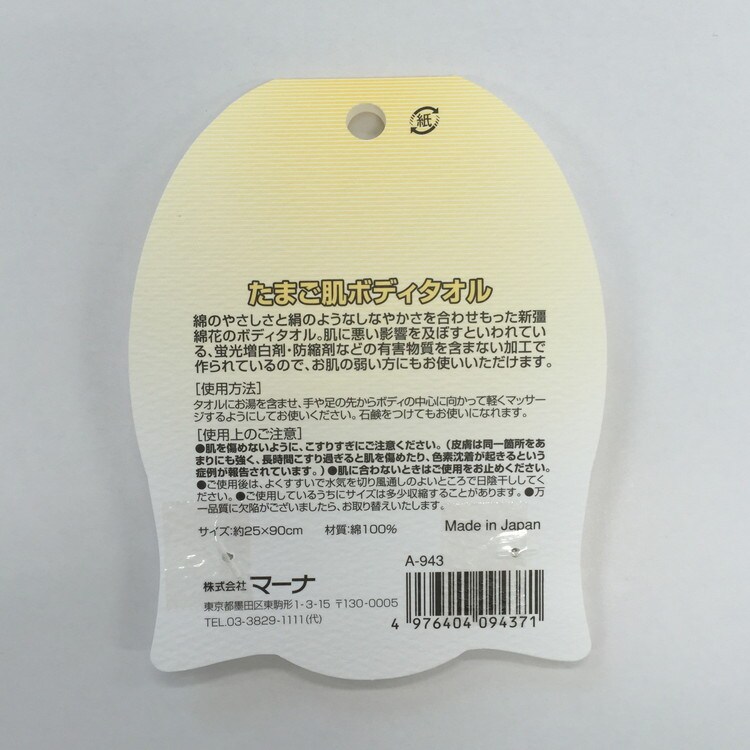 紙
たまご肌ボディタオル
綿のやさしさと絹のようなしなやかさを合わせもった新彊
綿花のボディタオル。肌に悪い影響を及ぼすといわれてい
る、蛍光増白剤・防縮剤などの有害物質を含まない加工で
作られているので、お肌の弱い方にもお使いいただけます。
［使用方法］
タオルにお湯を含ませ、手や足の先からボディの中心に向かって軽くマッサー
ジするようにしてお使いください。石鹸をつけてもお使いになれます。
［使用上のご注意］
●肌を傷めないように、こすりすぎにご注意ください。（皮膚は同一箇所をあ
まりにも強く、長時間こすり過ぎると肌を傷めたり、色素沈着が起きるという
症例が報告されています。）●肌に合わないときはご使用をお止めください。
●ご使用後は、よくすすいで水気を切り風通しのよいところで日陰干ししてく
ださい。●ご使用しているうちにサイズは多少収縮することがあります。●万
一品質に欠陥がございましたら、お取り替えいたします。
サイズ:約25×90cm 材質:綿100% Made in Japan
A-943
株式会社 マーナ
東京都墨田区東駒形1-3-15 〒130-0005
TEL.03-3829-1111(代)
4 976404 094371